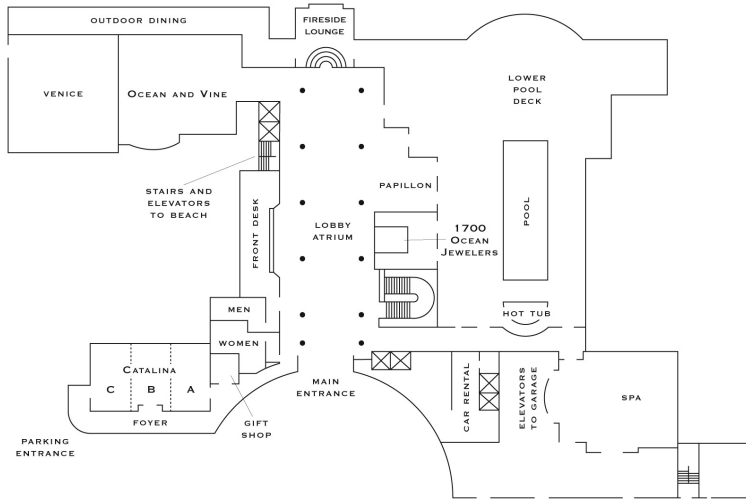 OUTDOOR DINING
FIRESIDE
LOUNGE
VENICE
OCEAN AND VINE
LOWER
POOL
DECK
STAIRS AND
ELEVATORS
TO BEACH
PAPILLON
FRONT DESK
LOBBY
ATRIUM
1700
OCEAN
JEWELERS
POOL
MEN
WOMEN
HOT TUB
CATALINA
C B A
MAIN
ENTRANCE
CAR RENTAL
ELEVATORS
TO GARAGE
SPA
FOYER
GIFT
SHOP
PARKING
ENTRANCE